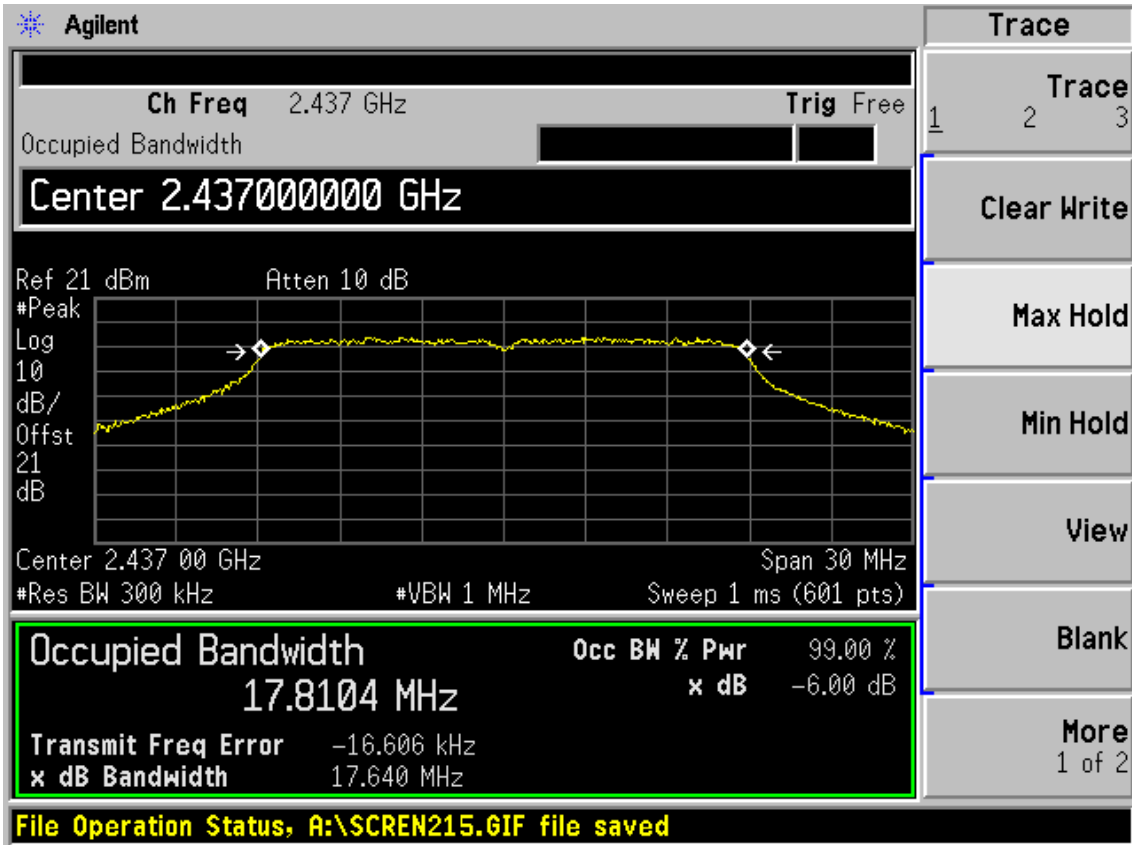 Agilent
Trace
Ch Freq 2.437 GHz Trig Free
Occupied Bandwidth
Center 2.437000000 GHz
Ref 21 dBm Atten 10 dB
#Peak
Log
10
dB/
Offst
21
dB
Center 2.437 00 GHz Span 30 MHz
#Res BW 300 kHz #VBW 1 MHz Sweep 1 ms (601 pts)
Occupied Bandwidth
17.8104 MHz
Occ BW % Pwr 99.00 %
x dB -6.00 dB
Transmit Freq Error -16.606 kHz
x dB Bandwidth 17.640 MHz
File Operation Status, A:\SCREN215.GIF file saved
Trace
1 2 3
Clear Write
Max Hold
Min Hold
View
Blank
More
1 of 2